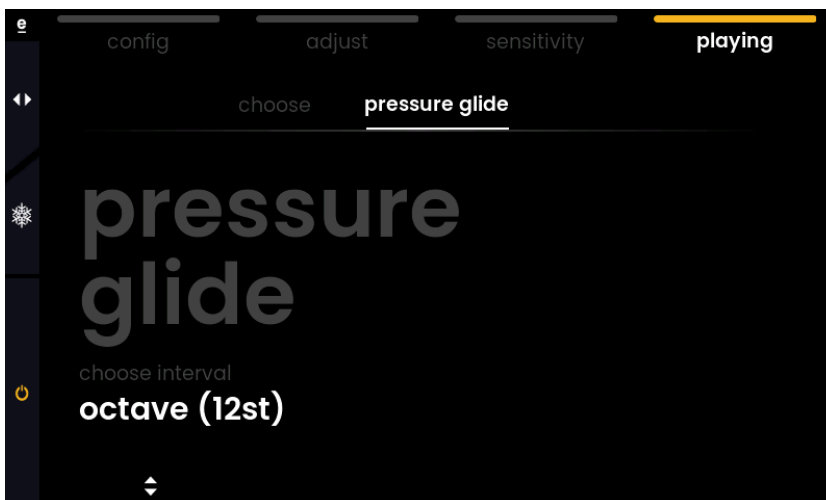 e
config
adjust
sensitivity
playing
choose
pressure glide
pressure
glide
choose interval
octave (12st)